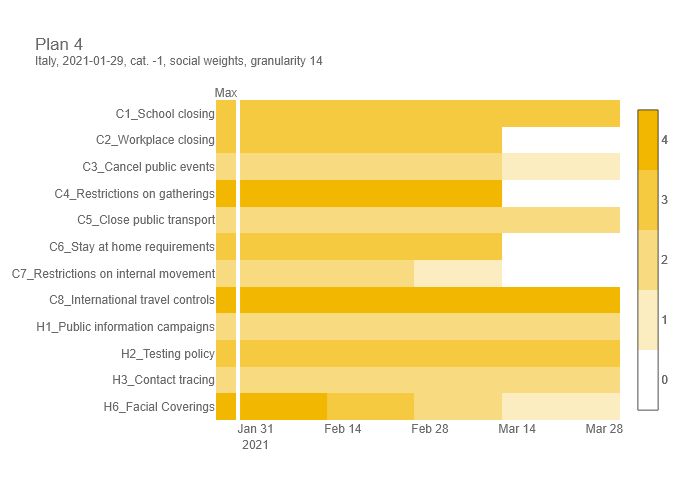 Plan 4
Italy, 2021-01-29, cat. -1, social weights, granularity 14
Max
C1_School closing
C2_Workplace closing
C3_Cancel public events
C4_Restrictions on gatherings
C5_Close public transport
C6_Stay at home requirements
C7_Restrictions on internal movement
C8_International travel controls
H1_Public information campaigns
H2_Testing policy
H3_Contact tracing
H6_Facial Coverings
Jan 31 Feb 14 Feb 28 Mar 14 Mar 28
2021
4
3
2
1
0